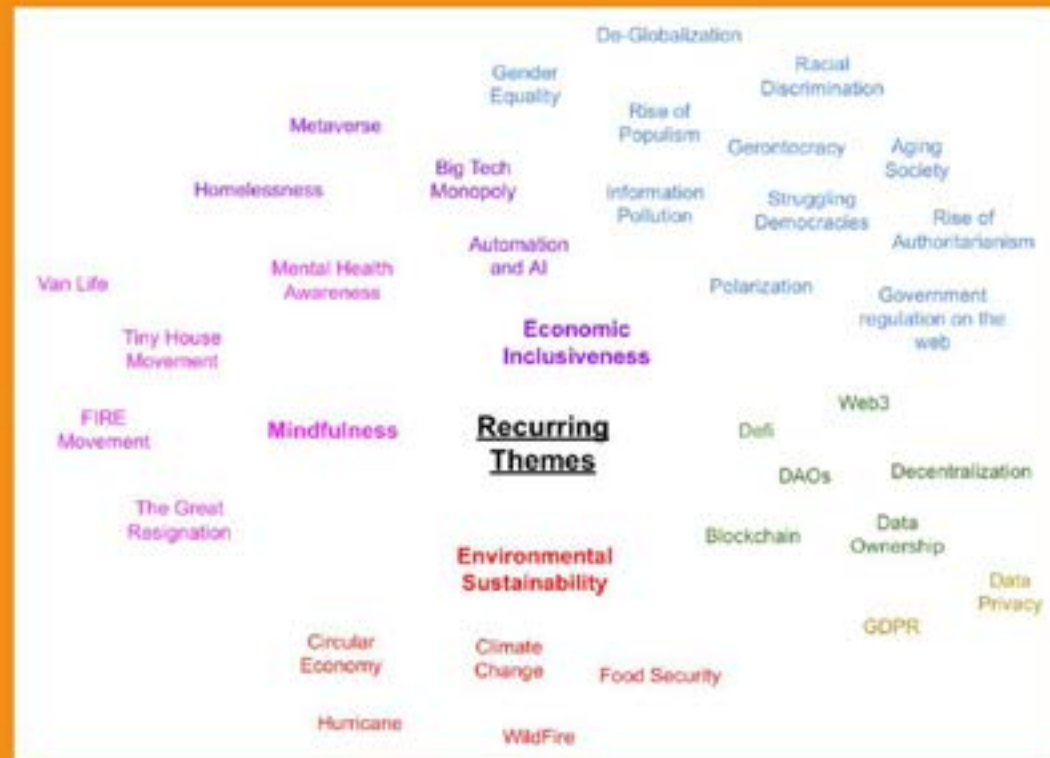 De-Globalization
Gender
Equality
Racial
Discrimination
Metaverse
Rise of
Populism
Gerontocracy
Aging
Society
Homelessness
Big Tech
Monopoly
Information
Pollution
Struggling
Democracies
Rise of
Authoritarianism
Automation
and AI
Van Life
Mental Health
Awareness
Polarization
Government
regulation on the
web
Tiny House
Movement
Economic
Inclusiveness
FIRE
Movement
Mindfulness
Recurring
Themes
Web3
Defi
DAOs
Decentralization
The Great
Resignation
Blockchain
Data
Ownership
Environmental
Sustainability
Data
Privacy
GDPR
Circular
Economy
Climate
Change
Food Security
Hurricane
WildFire